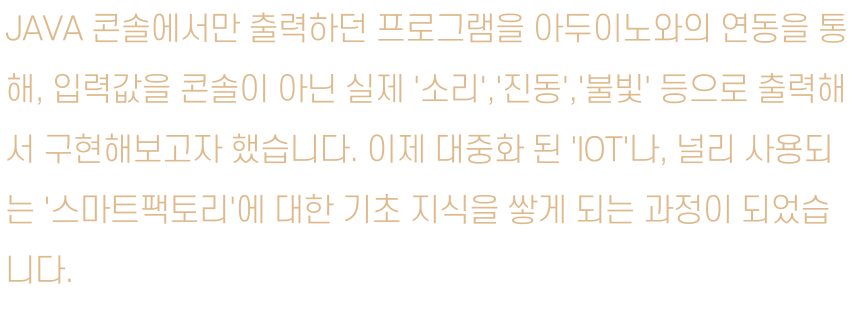 JAVA 콘솔에서만 출력하던 프로그램을 아두이노와의 연동을 통
해, 입력값을 콘솔이 아닌 실제 '소리','진동','불빛' 등으로 출력해
서 구현해보고자 했습니다. 이제 대중화 된 'IOT'나, 널리 사용되
는 '스마트팩토리'에 대한 기초 지식을 쌓게 되는 과정이 되었습
니다.